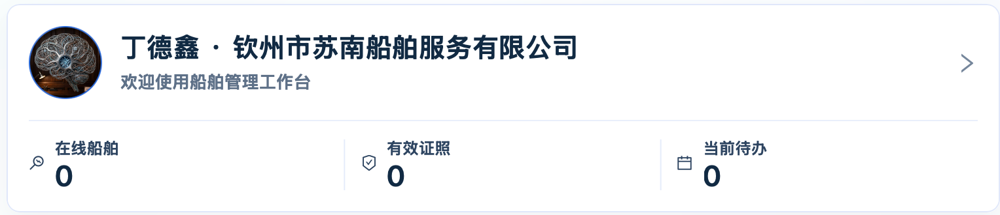 丁德鑫 · 钦州市苏南船舶服务有限公司
欢迎使用船舶管理工作台
在线船舶
0
有效证照
0
当前待办
0